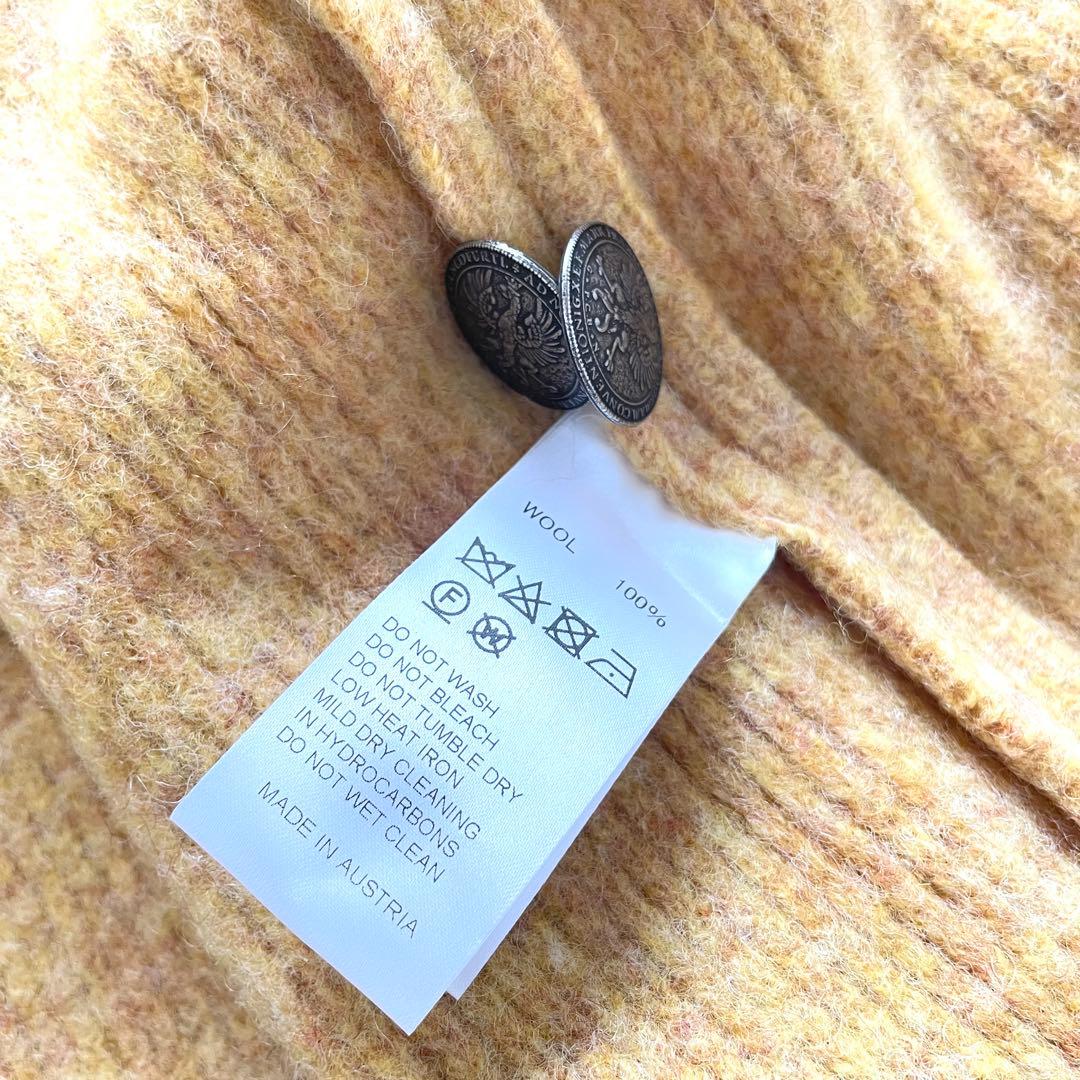 WOOL 100%
F
W
DO NOT WASH
DO NOT BLEACH
DO NOT TUMBLE DRY
LOW HEAT IRON
MILD DRY CLEANING
IN HYDROCARBONS
DO NOT WET CLEAN
MADE IN AUSTRIA